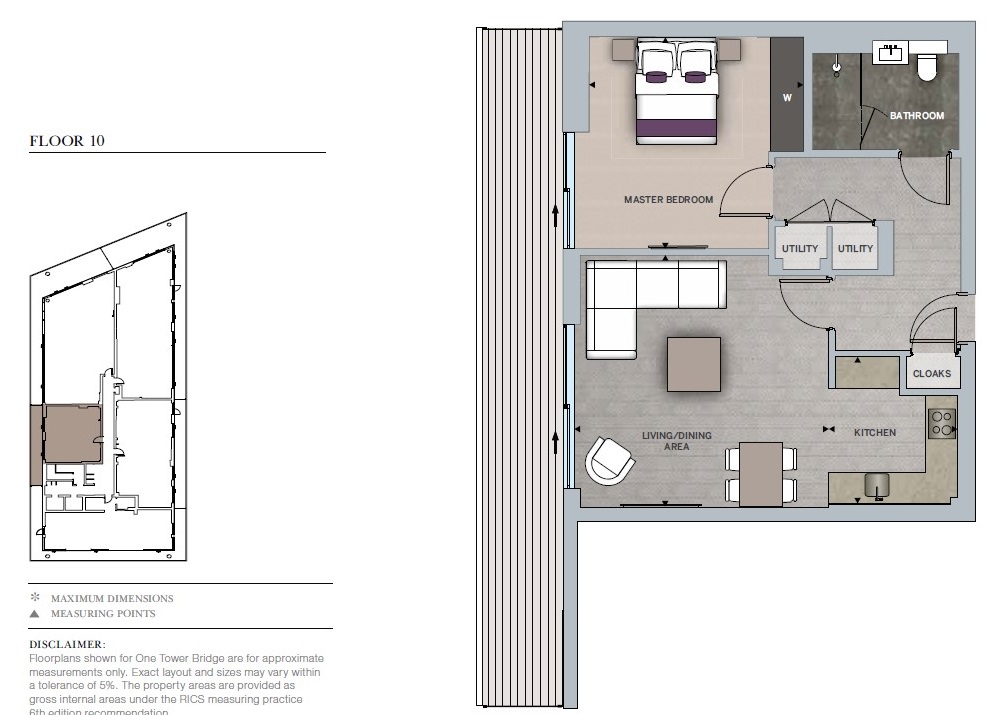 FLOOR 10
✲ MAXIMUM DIMENSIONS
▲ MEASURING POINTS
DISCLAIMER:
Floorplans shown for One Tower Bridge are for approximate
measurements only. Exact layout and sizes may vary within
a tolerance of 5%. The property areas are provided as
gross internal areas under the RICS measuring practice
6th edition recommendation
W
BATHROOM
MASTER BEDROOM
UTILITY
UTILITY
CLOAKS
LIVING/DINING
AREA
KITCHEN